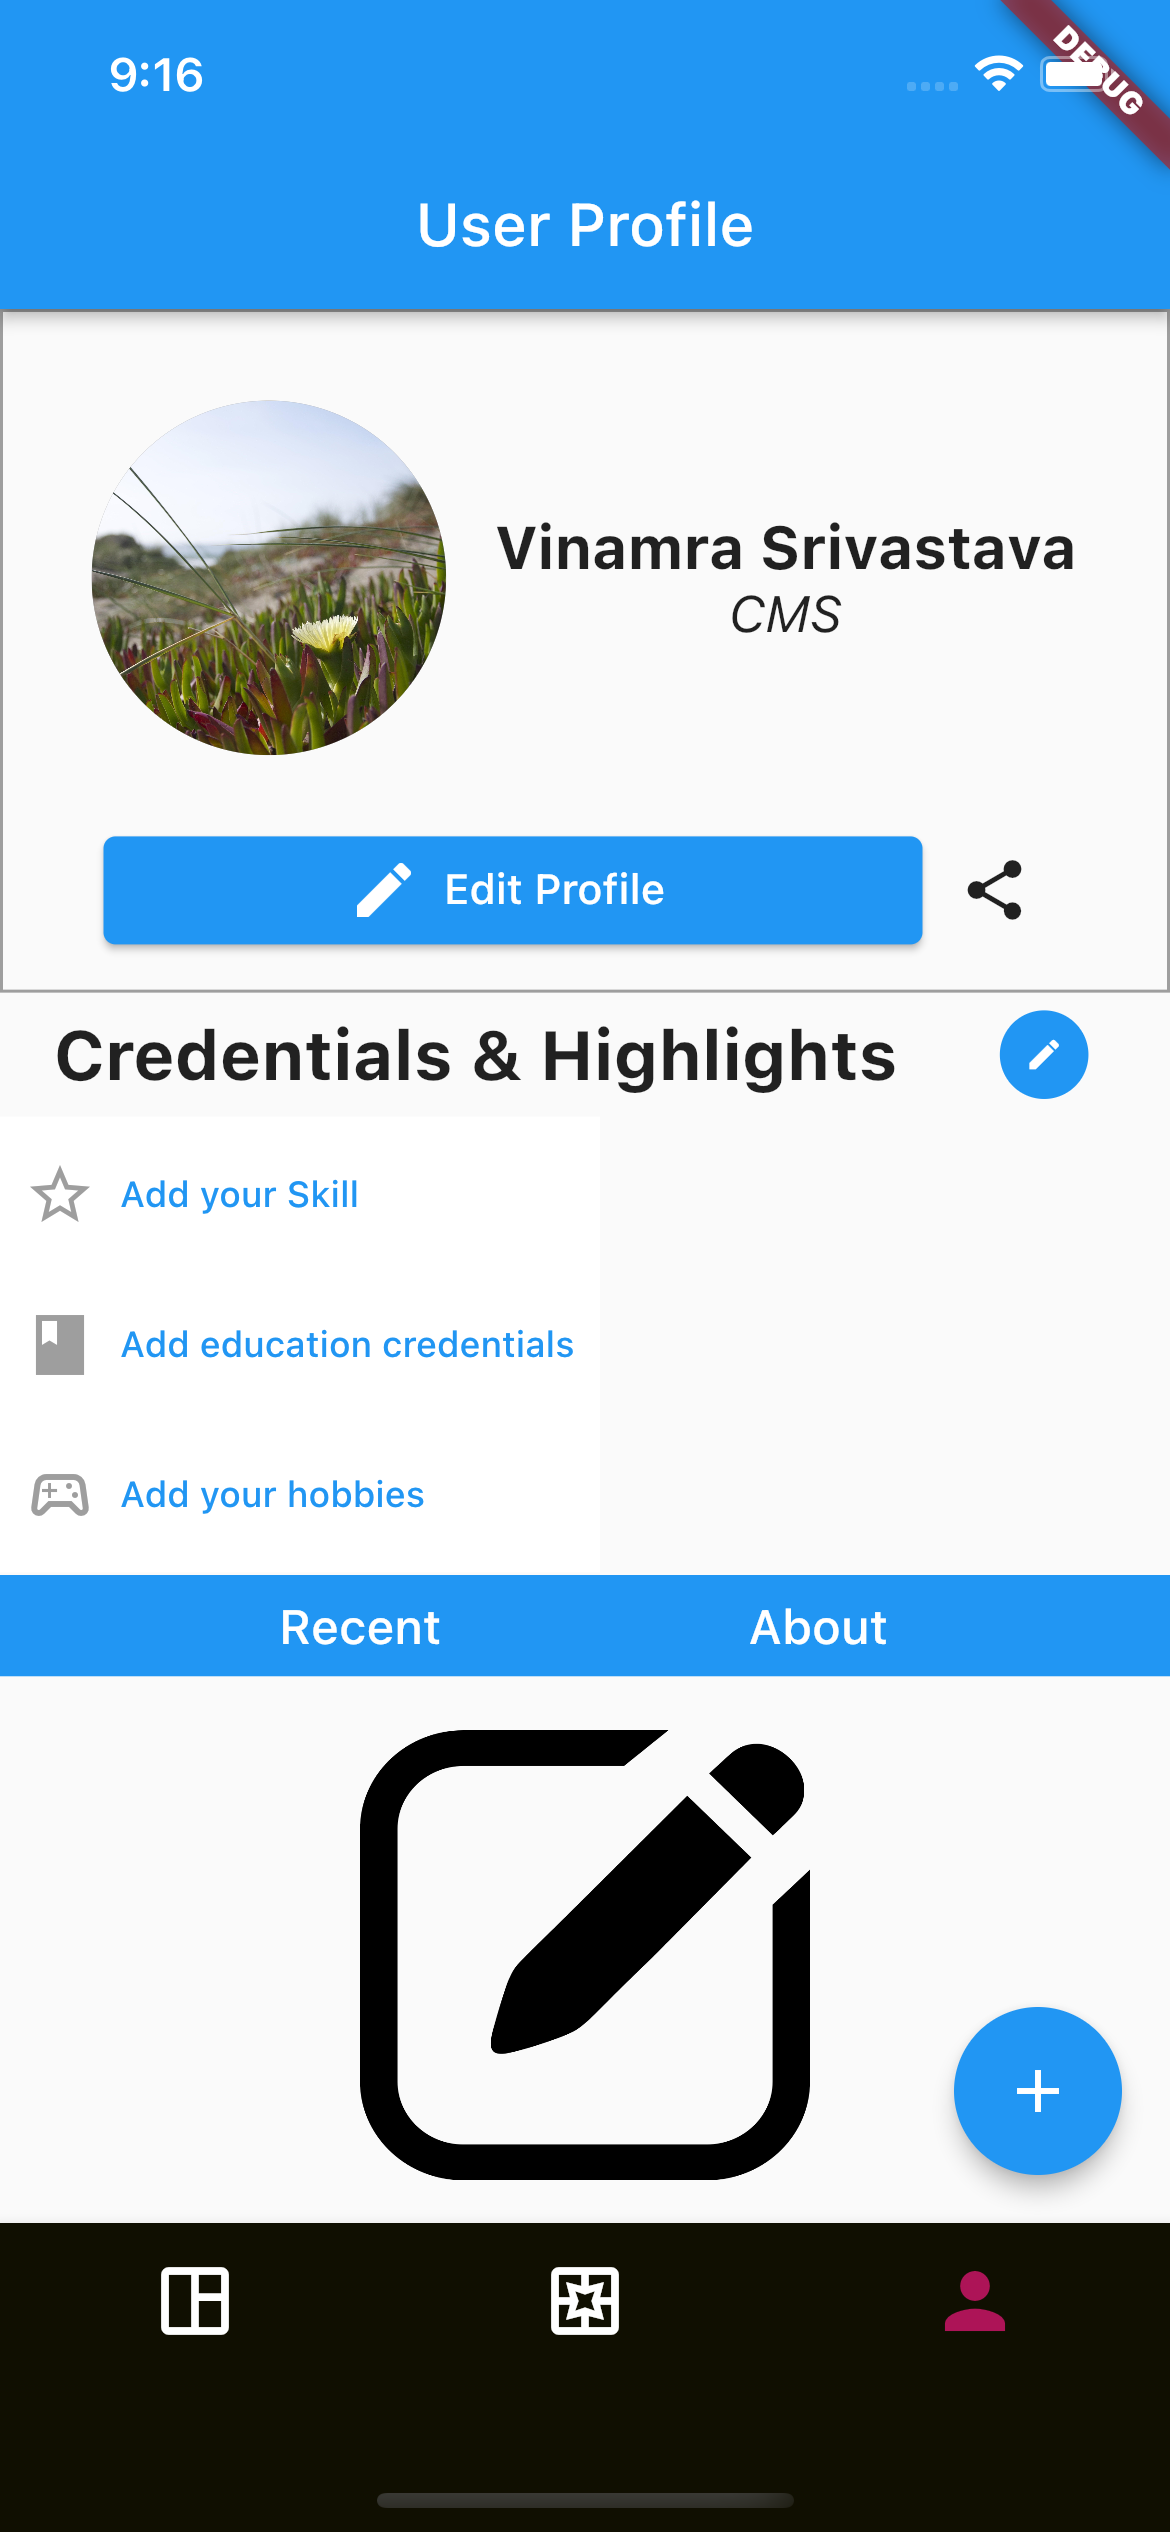 9:16
DEBUG
User Profile
Vinamra Srivastava
CMS
Edit Profile
Credentials & Highlights
Add your Skill
Add education credentials
Add your hobbies
Recent About